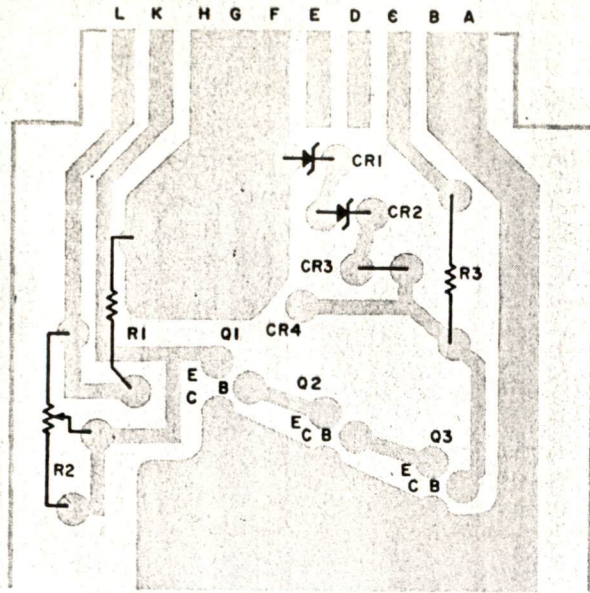 L K H G F E D C B A
CR1
CR2
CR3
R3
R1 Q1 CR4
E
C B Q2
E
C B Q3
R2 E
C B